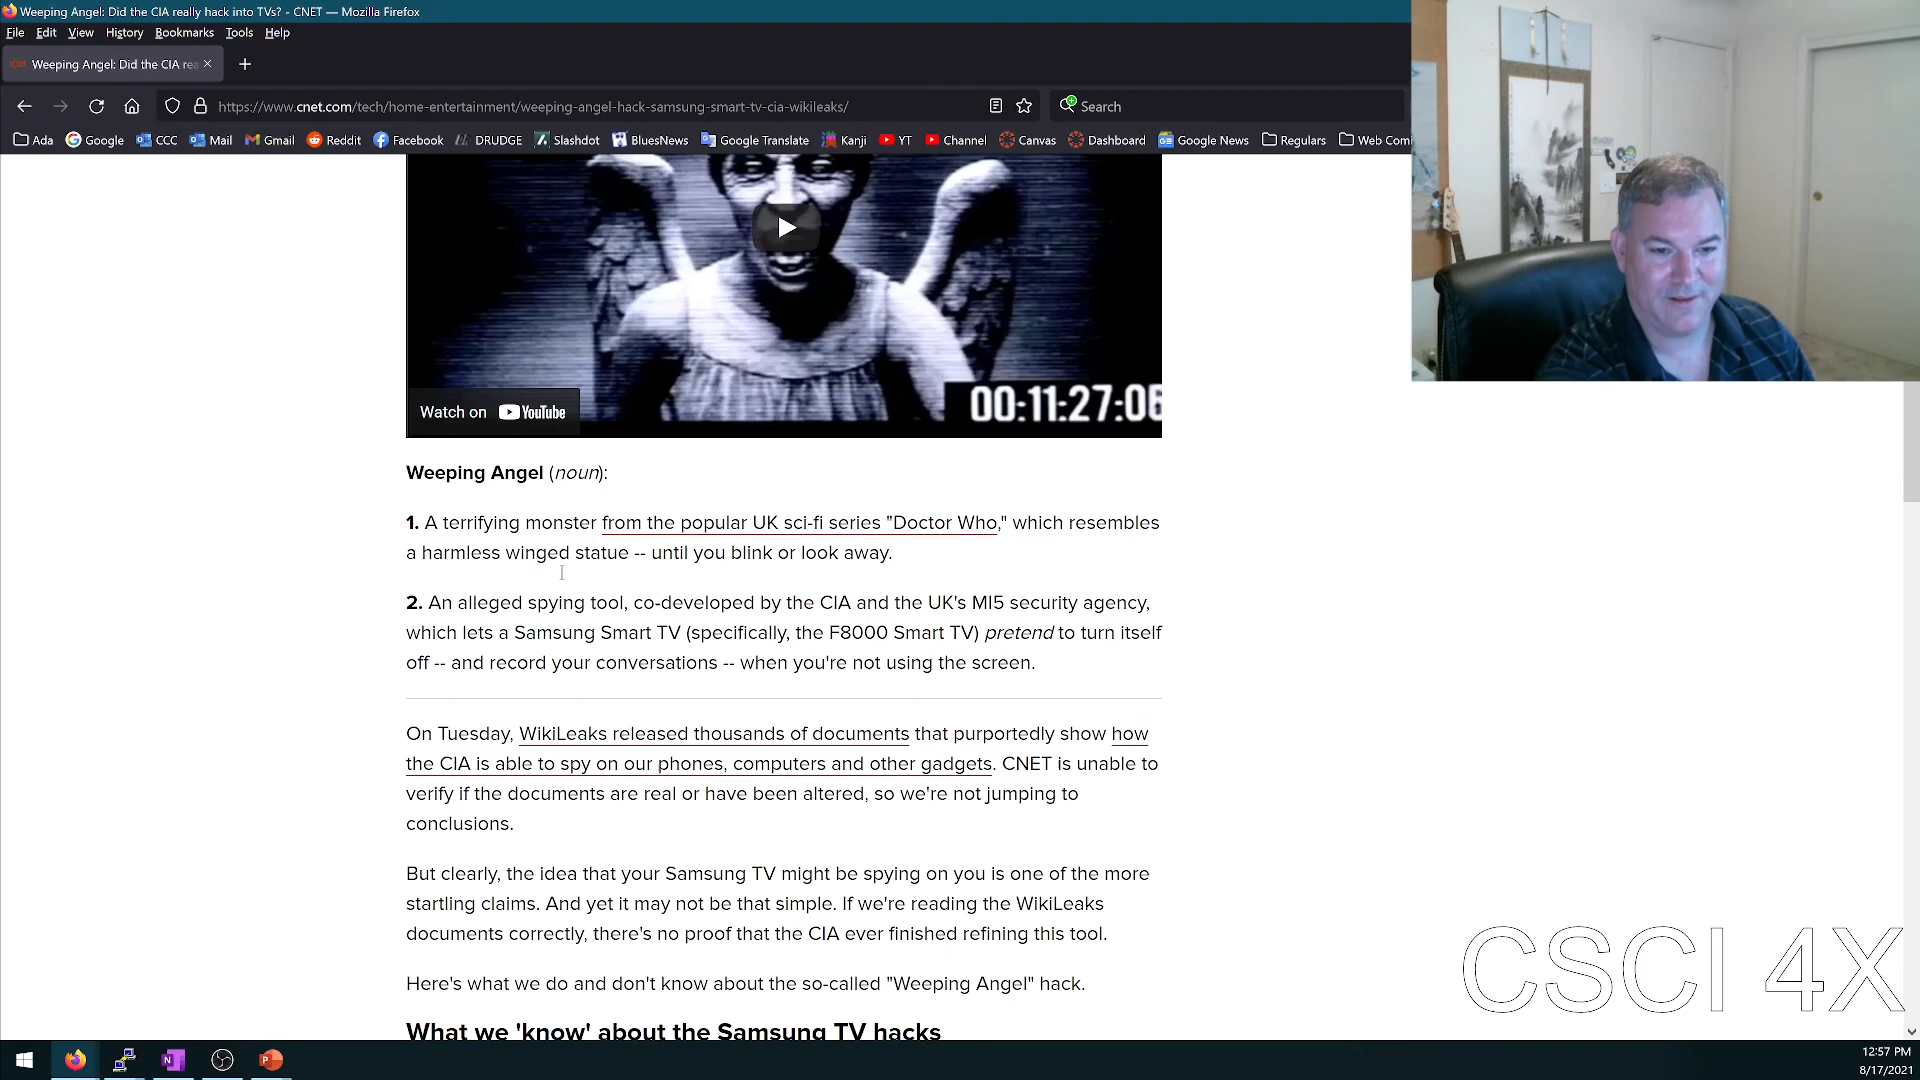 Weeping Angel: Did the CIA really hack into TVs? - CNET — Mozilla Firefox
File Edit View History Bookmarks Tools Help
Weeping Angel: Did the CIA rea
https://www.cnet.com/tech/home-entertainment/weeping-angel-hack-samsung-smart-tv-cia-wikileaks/
Search
Ada Google CCC Mail Gmail Reddit Facebook DRUDGE Slashdot BluesNews Google Translate Kanji YT Channel Canvas Dashboard Google News Regulars Web Comi
Watch on YouTube
00:11:27:06
Weeping Angel (noun):
1. A terrifying monster from the popular UK sci-fi series "Doctor Who," which resembles
a harmless winged statue -- until you blink or look away.
2. An alleged spying tool, co-developed by the CIA and the UK's MI5 security agency,
which lets a Samsung Smart TV (specifically, the F8000 Smart TV) pretend to turn itself
off -- and record your conversations -- when you're not using the screen.
On Tuesday, WikiLeaks released thousands of documents that purportedly show how
the CIA is able to spy on our phones, computers and other gadgets. CNET is unable to
verify if the documents are real or have been altered, so we're not jumping to
conclusions.
But clearly, the idea that your Samsung TV might be spying on you is one of the more
startling claims. And yet it may not be that simple. If we're reading the WikiLeaks
documents correctly, there's no proof that the CIA ever finished refining this tool.
Here's what we do and don't know about the so-called "Weeping Angel" hack.
What we 'know' about the Samsung TV hacks
CSCI 4X
12:57 PM
8/17/2021